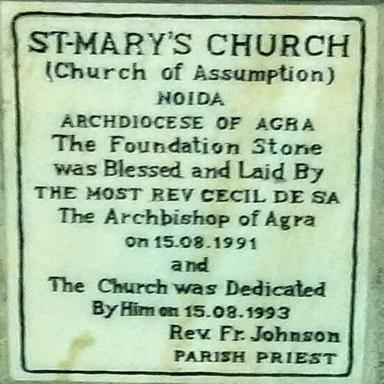 ST-MARY'S CHURCH
(Church of Assumption)
NOIDA
ARCHDIOCESE OF AGRA
The Foundation Stone
was Blessed and Laid By
THE MOST REV CECIL DE SA
The Archbishop of Agra
on 15.08.1991
and
The Church was Dedicated
By Him on 15.08.1993
Rev. Fr. Johnson
PARISH PRIEST